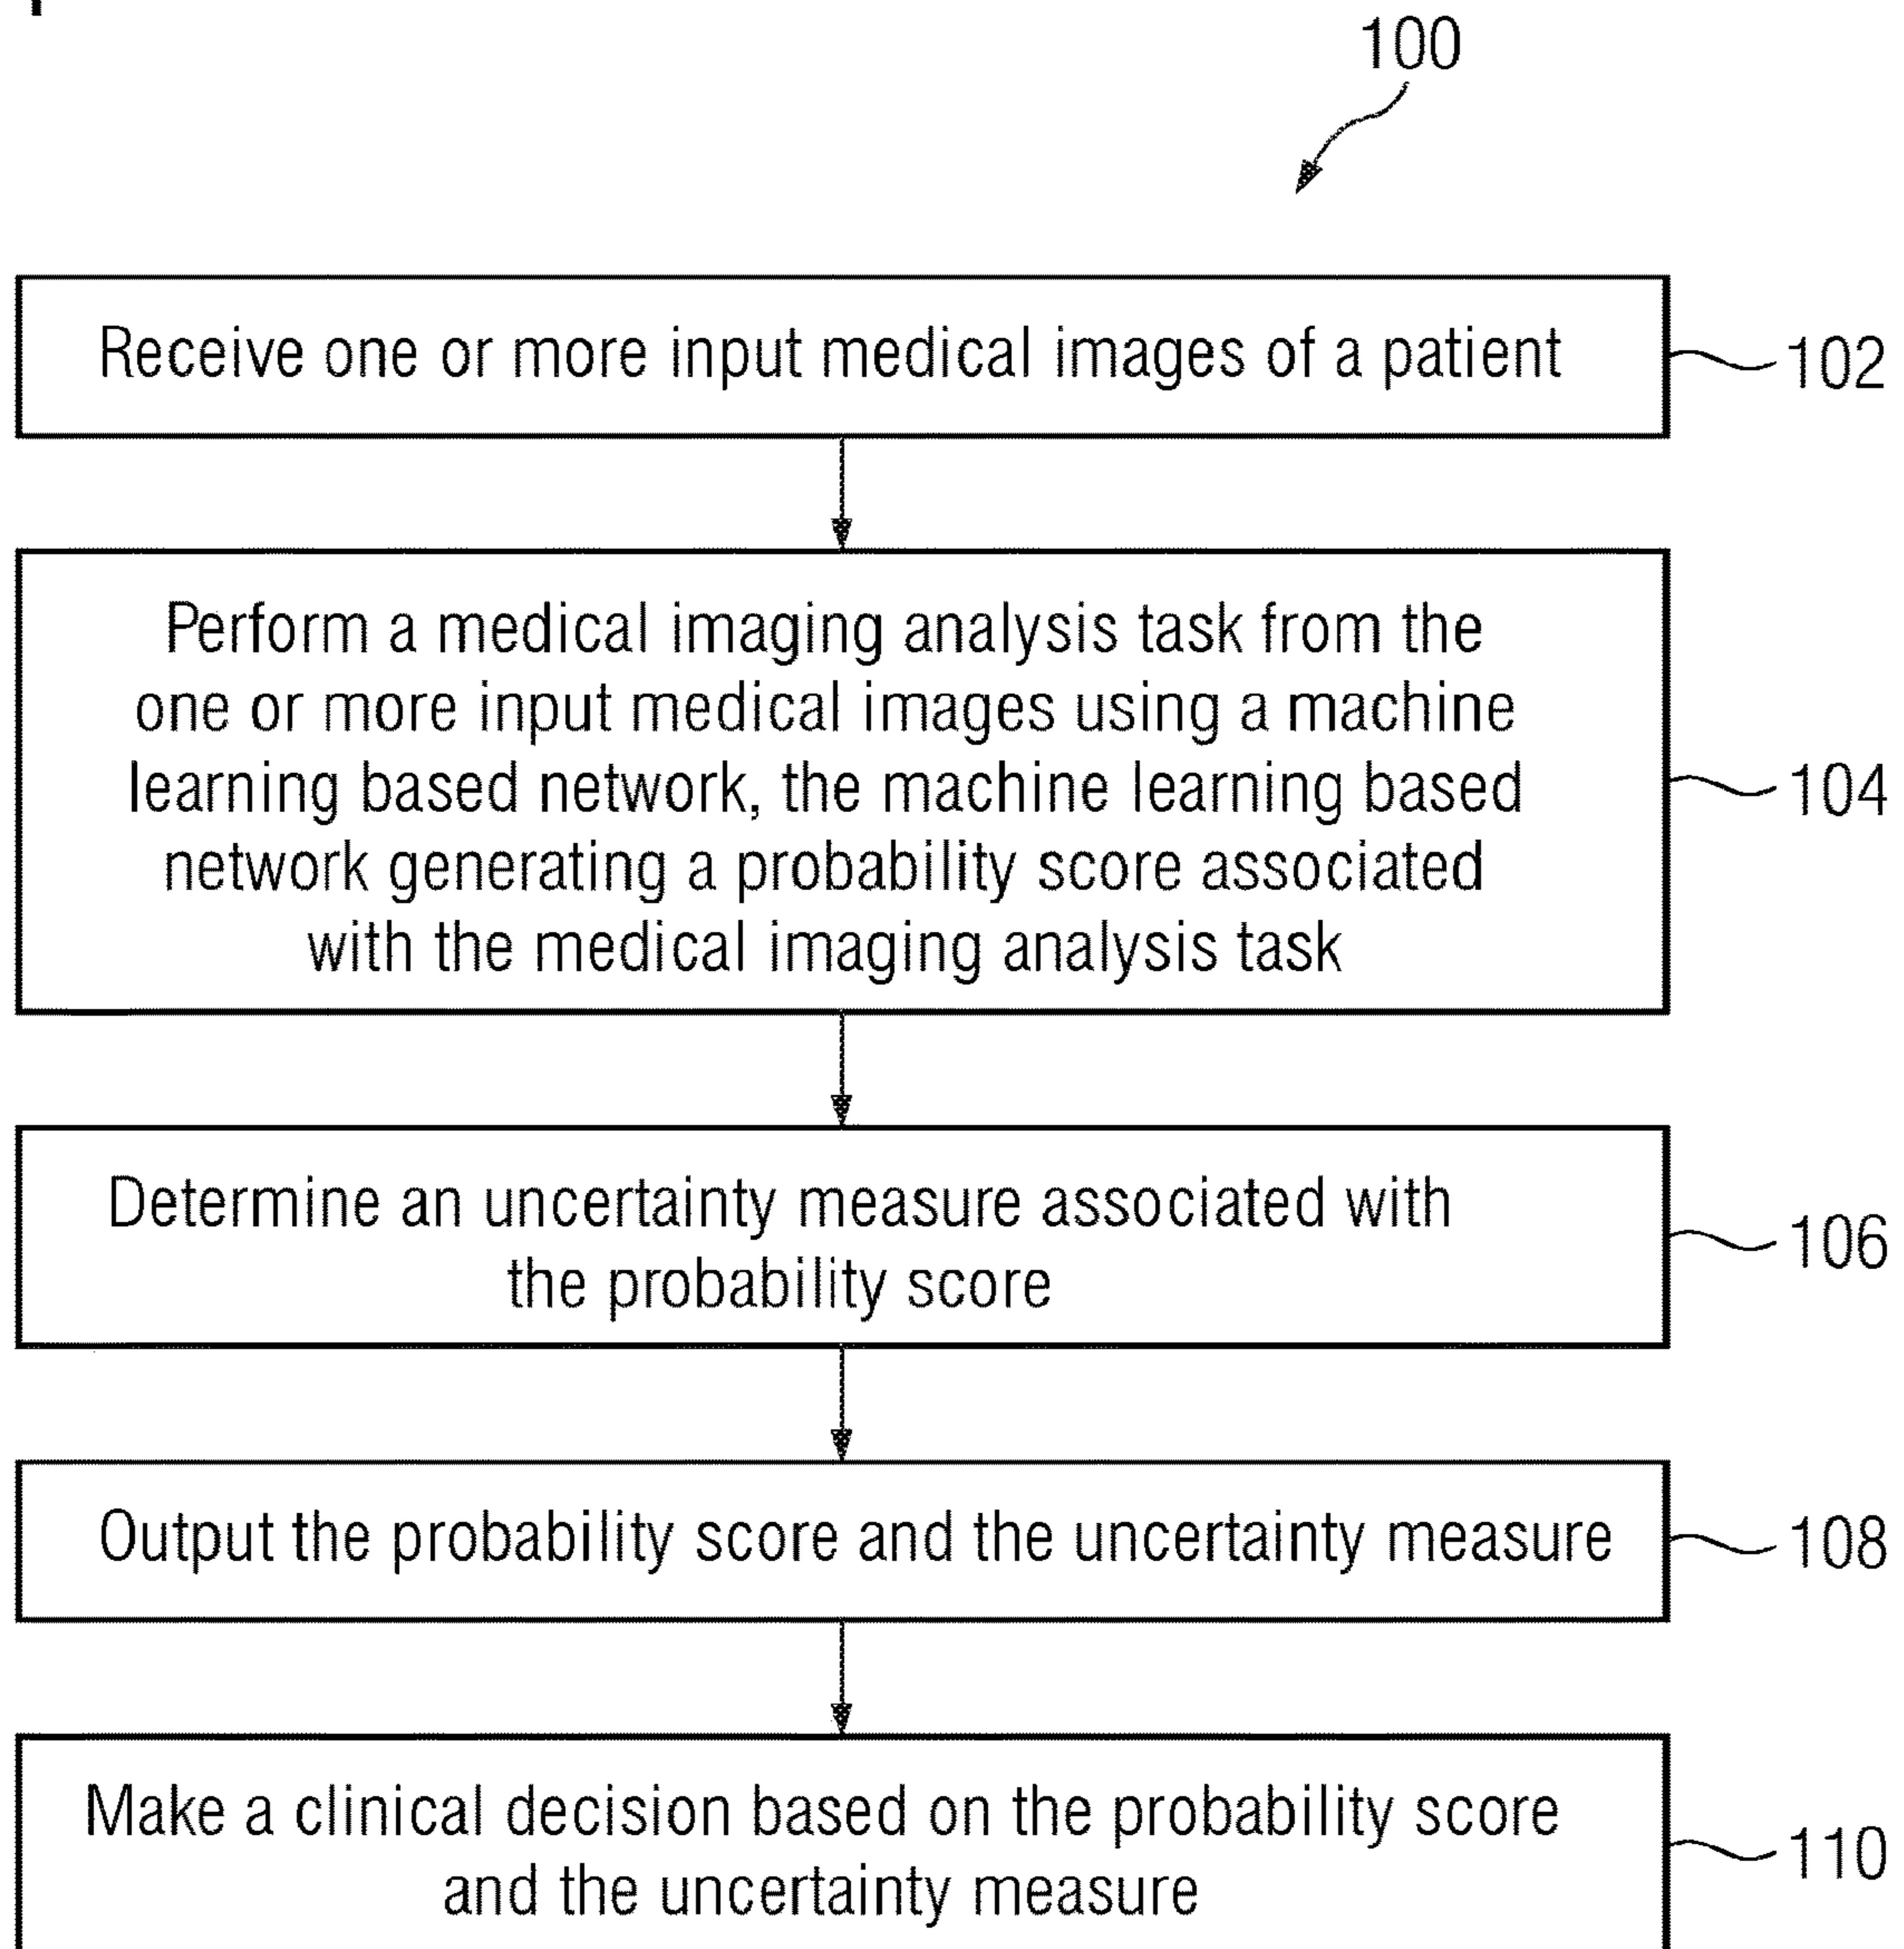 100
Receive one or more input medical images of a patient
102
Perform a medical imaging analysis task from the
one or more input medical images using a machine
learning based network, the machine learning based
network generating a probability score associated
with the medical imaging analysis task
104
Determine an uncertainty measure associated with
the probability score
106
Output the probability score and the uncertainty measure
108
Make a clinical decision based on the probability score
and the uncertainty measure
110